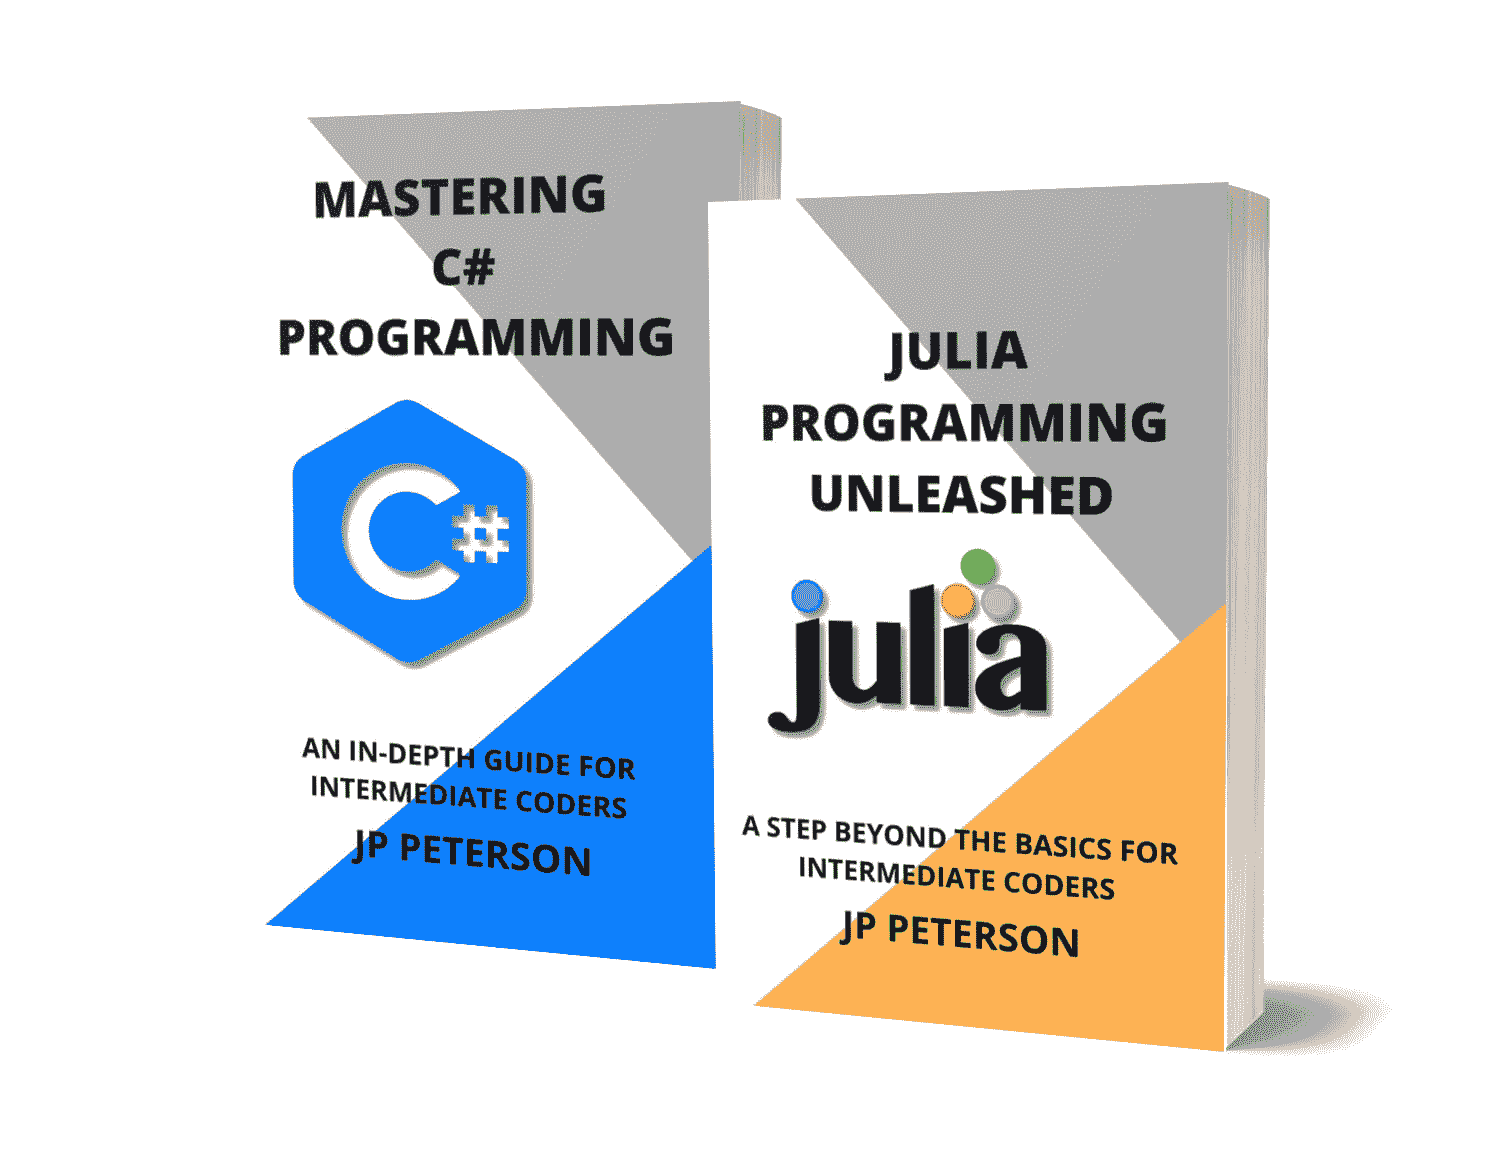 MASTERING
C#
PROGRAMMING
C#
AN IN-DEPTH GUIDE FOR
INTERMEDIATE CODERS
JP PETERSON
JULIA
PROGRAMMING
UNLEASHED
julia
A STEP BEYOND THE BASICS FOR
INTERMEDIATE CODERS
JP PETERSON